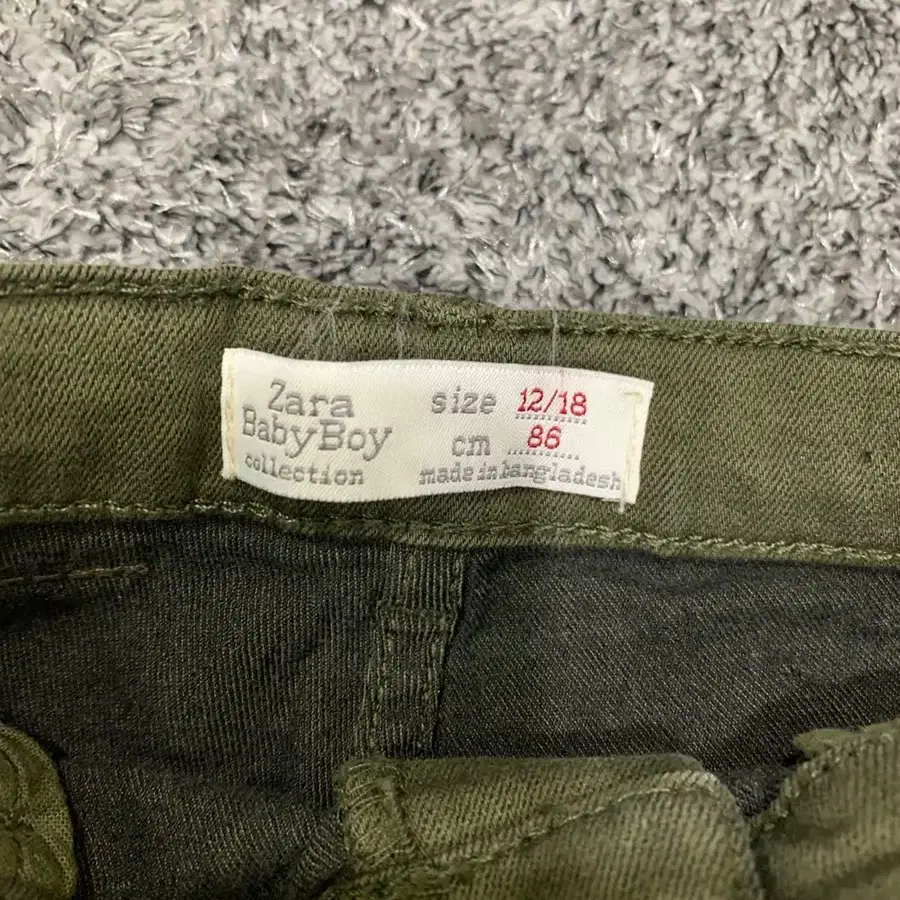 Zara
BabyBoy
collection
size 12/18
cm 86
made in bangladesh